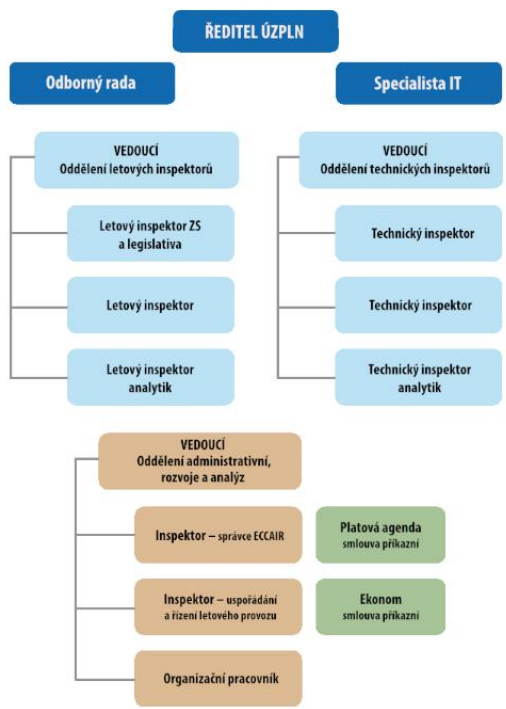 ŘEDITEL ÚZPLN
Odborný rada
Specialista IT
VEDOUCÍ
Oddělení letových inspektorů
Letový inspektor ZS
a legislativa
Letový inspektor
Letový inspektor
analytik
VEDOUCÍ
Oddělení technických inspektorů
Technický inspektor
Technický inspektor
Technický inspektor
analytik
VEDOUCÍ
Oddělení administrativní,
rozvoje a analýz
Inspektor – správce ECCAIR
Inspektor – uspořádání
a řízení letového provozu
Organizační pracovník
Platová agenda
smlouva příkazní
Ekonom
smlouva příkazní